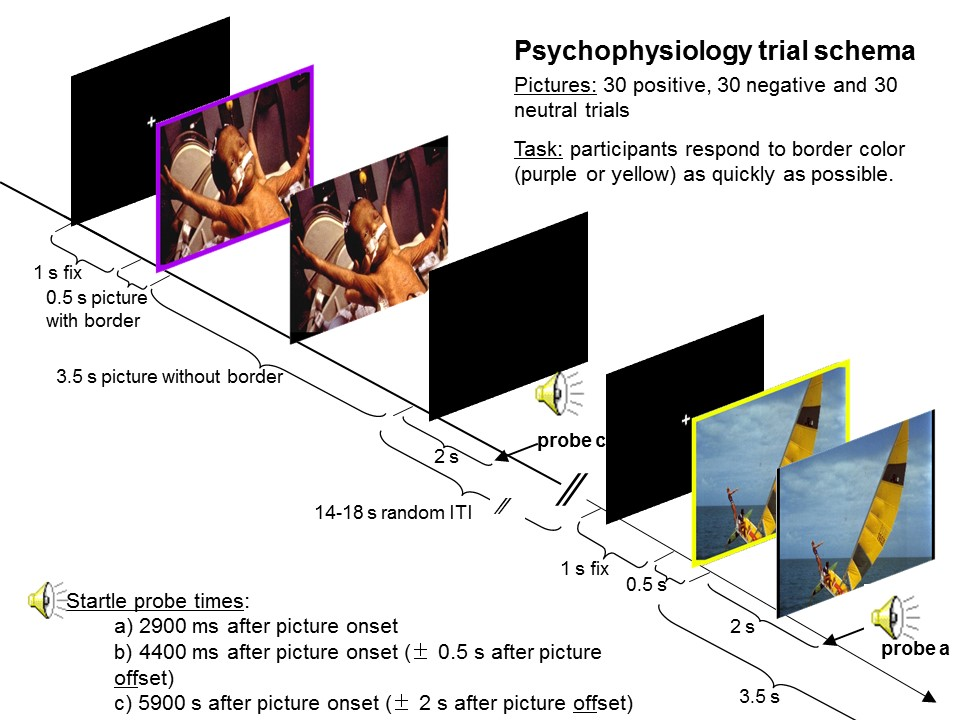 Psychophysiology trial schema
Pictures: 30 positive, 30 negative and 30
neutral trials
Task: participants respond to border color
(purple or yellow) as quickly as possible.
1 s fix
0.5 s picture
with border
3.5 s picture without border
2 s
probe c
14-18 s random ITI
1 s fix
0.5 s
2 s
probe a
3.5 s
Startle probe times:
a) 2900 ms after picture onset
b) 4400 ms after picture onset (± 0.5 s after picture
offset)
c) 5900 s after picture onset (± 2 s after picture offset)